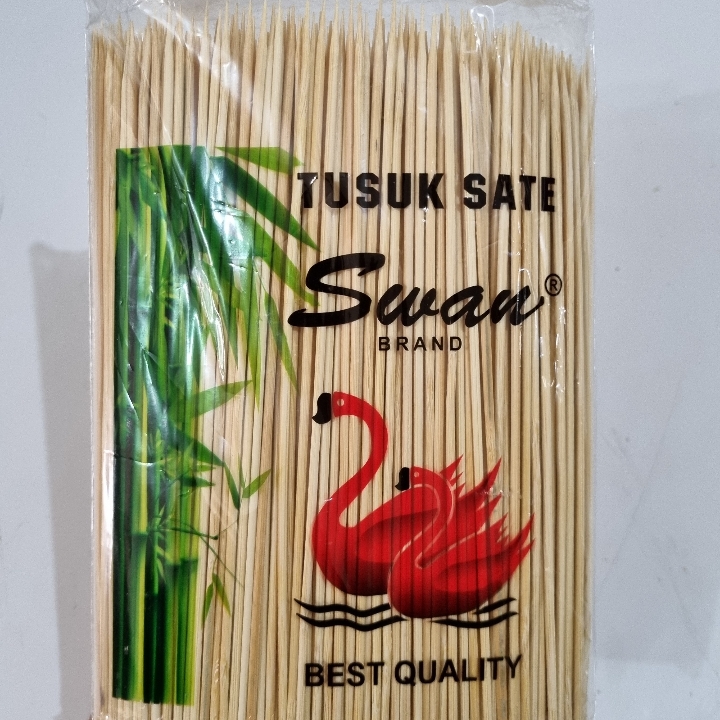 TUSUK SATE
Swan®
BRAND
BEST QUALITY